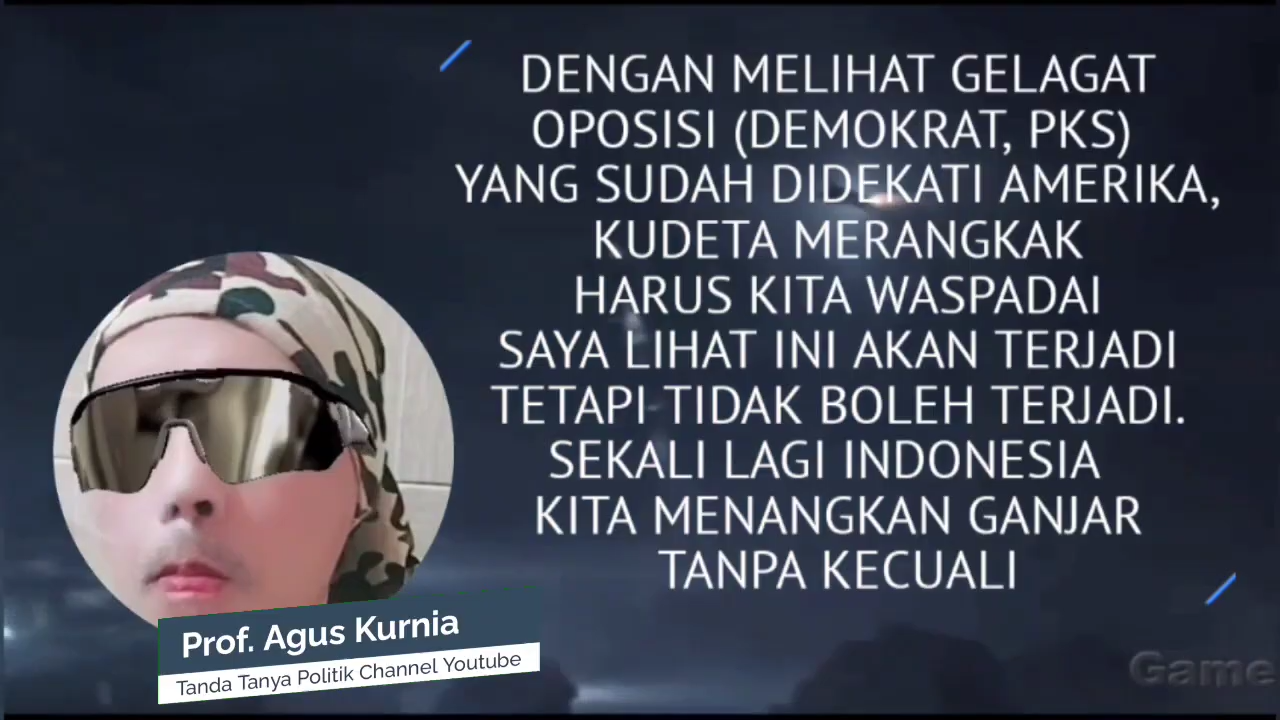 DENGAN MELIHAT GELAGAT
OPOSISI (DEMOKRAT, PKS)
YANG SUDAH DIDEKATI AMERIKA,
KUDETA MERANGKAK
HARUS KITA WASPADAI
SAYA LIHAT INI AKAN TERJADI
TETAPI TIDAK BOLEH TERJADI.
SEKALI LAGI INDONESIA
KITA MENANGKAN GANJAR
TANPA KECUALI
Prof. Agus Kurnia
Tanda Tanya Politik Channel Youtube
Game